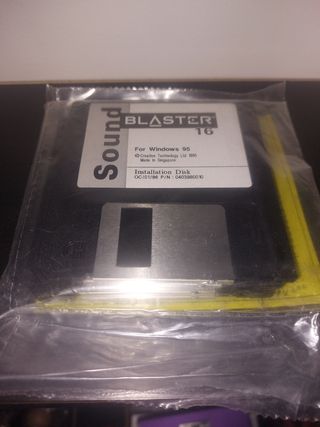 Sound
BLASTER
16
For Windows 95
© Creative Technology Ltd 1995
Made in Singapore
Installation Disk